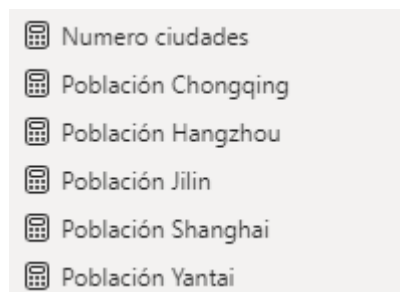 Numero ciudades
Población Chongqing
Población Hangzhou
Población Jilin
Población Shanghai
Población Yantai